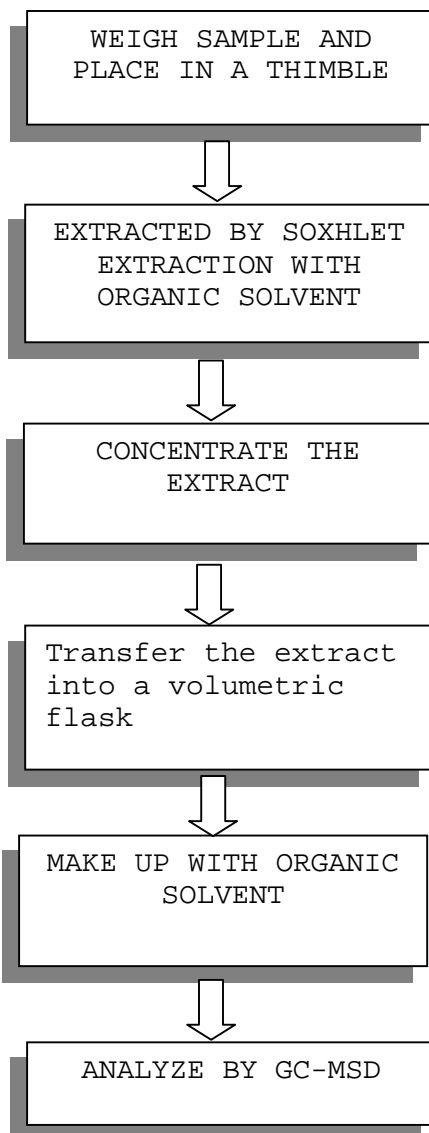 WEIGH SAMPLE AND
PLACE IN A THIMBLE
EXTRACTED BY SOXHLET
EXTRACTION WITH
ORGANIC SOLVENT
CONCENTRATE THE
EXTRACT
Transfer the extract
into a volumetric
flask
MAKE UP WITH ORGANIC
SOLVENT
ANALYZE BY GC-MSD